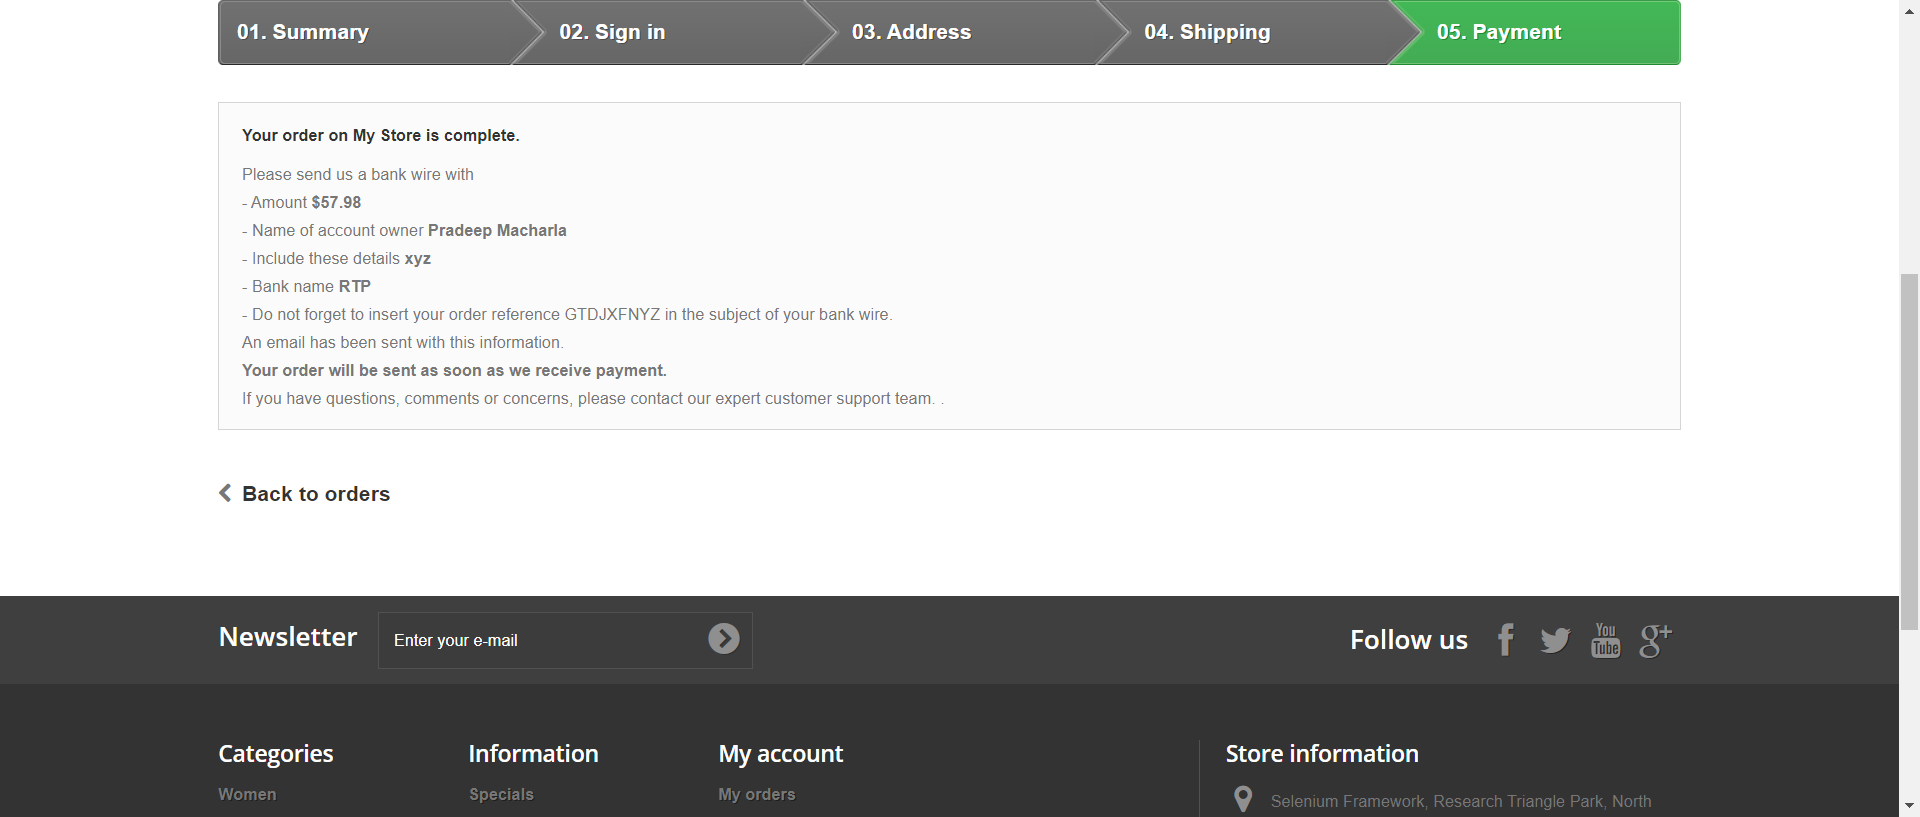 01. Summary
02. Sign in
03. Address
04. Shipping
05. Payment
Your order on My Store is complete.
Please send us a bank wire with
- Amount $57.98
- Name of account owner Pradeep Macharla
- Include these details xyz
- Bank name RTP
- Do not forget to insert your order reference GTDJXFNYZ in the subject of your bank wire.
An email has been sent with this information.
Your order will be sent as soon as we receive payment.
If you have questions, comments or concerns, please contact our expert customer support team. .
Back to orders
Newsletter
Enter your e-mail
Follow us
f
You
Tube
g+
Categories
Information
My account
Store information
Women
Specials
My orders
Selenium Framework, Research Triangle Park, North